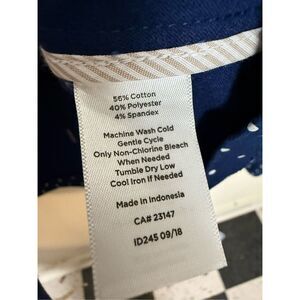 56% Cotton
40% Polyester
4% Spandex
Machine Wash Cold
Gentle Cycle
Only Non-Chlorine Bleach
When Needed
Tumble Dry Low
Cool Iron If Needed
Made in Indonesia
CA# 23147
ID245 09/18